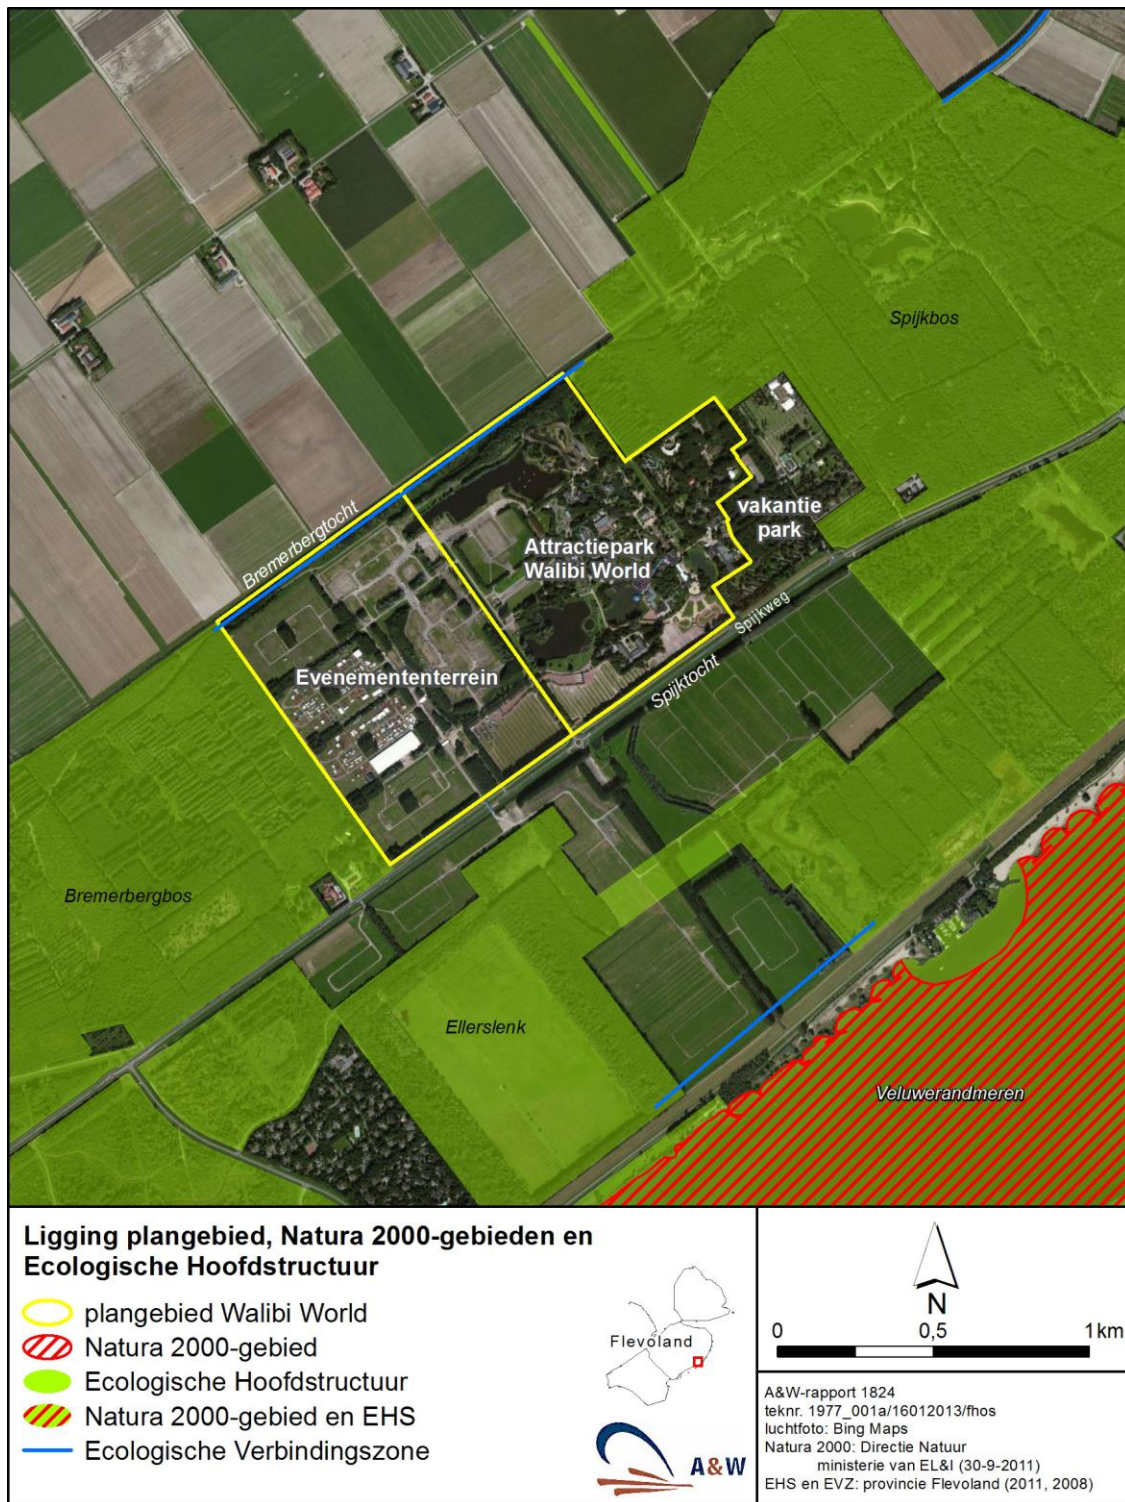 Spijkbos
Bremerbergtocht
vakantie
park
Attractiepark
Walibi World
Spijkweg
Evenemententerrein
Spijktocht
Bremerbergbos
Ellerslenk
Veluwerandmeren
Ligging plangebied, Natura 2000-gebieden en
Ecologische Hoofdstructuur
plangebied Walibi World
Natura 2000-gebied
Ecologische Hoofdstructuur
Natura 2000-gebied en EHS
Ecologische Verbindingszone
Flevoland
A&W
N
0 0,5 1km
A&W-rapport 1824
teknr. 1977_001a/16012013/fhos
luchtfoto: Bing Maps
Natura 2000: Directie Natuur
ministerie van EL&I (30-9-2011)
EHS en EVZ: provincie Flevoland (2011, 2008)